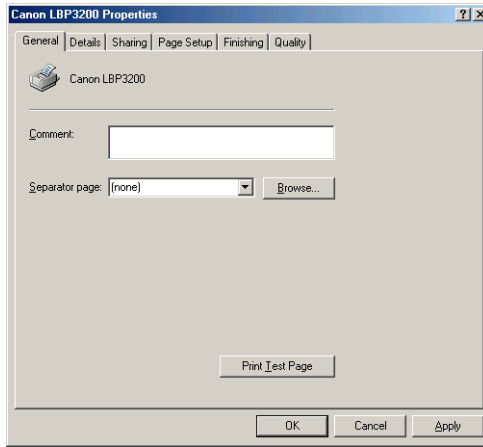 Canon LBP3200 Properties
General Details Sharing Page Setup Finishing Quality
Canon LBP3200
Comment:
Separator page: (none) Browse...
Print Test Page
OK Cancel Apply